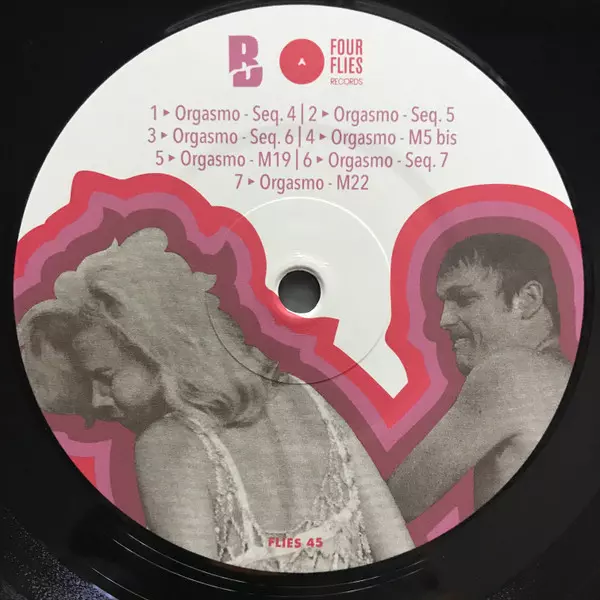 B
FOUR
FLIES
RECORDS
A
1 ▸ Orgasmo - Seq. 4 | 2 ▸ Orgasmo - Seq. 5
3 ▸ Orgasmo - Seq. 6 | 4 ▸ Orgasmo - M5 bis
5 ▸ Orgasmo - M19 | 6 ▸ Orgasmo - Seq. 7
7 ▸ Orgasmo - M22
FLIES 45